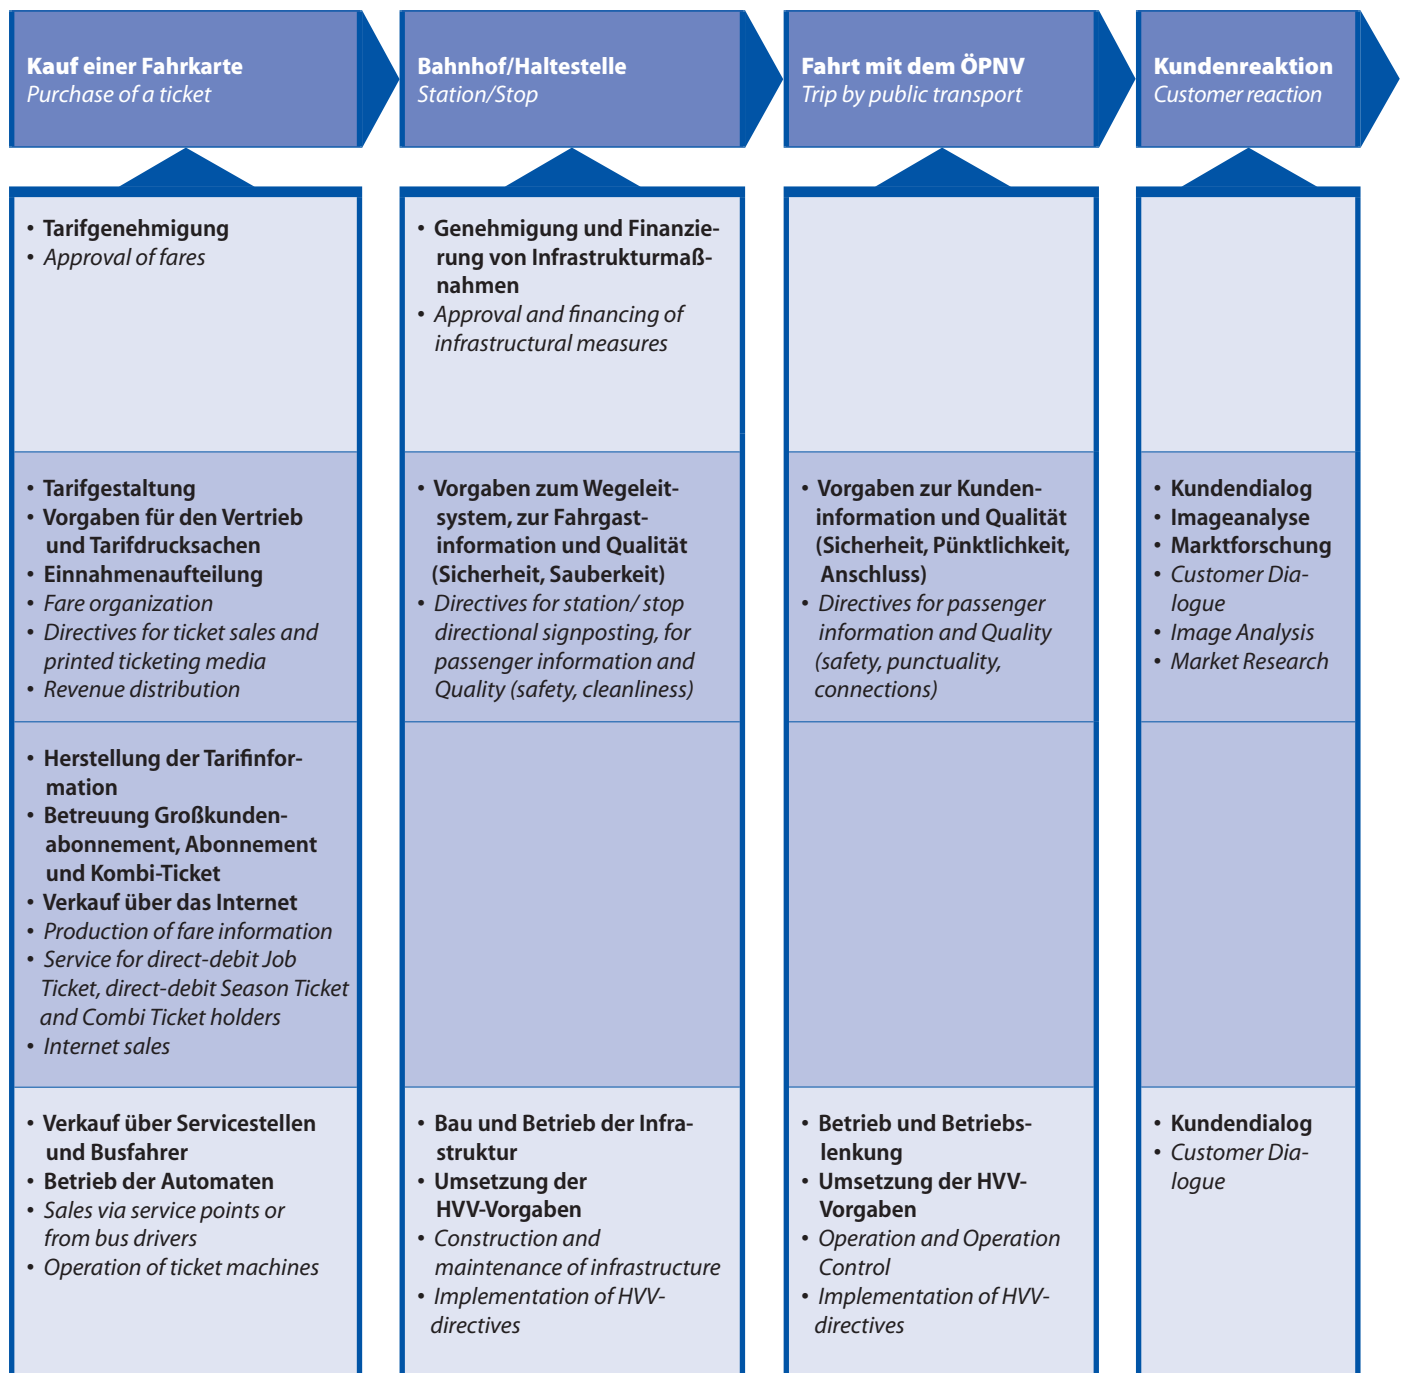 Kauf einer Fahrkarte
Purchase of a ticket
Bahnhof/Haltestelle
Station/Stop
Fahrt mit dem ÖPNV
Trip by public transport
Kundenreaktion
Customer reaction
• Tarifgenehmigung
• Approval of fares
• Genehmigung und Finanzie-
rung von Infrastrukturmaß-
nahmen
• Approval and financing of
infrastructural measures
• Tarifgestaltung
• Vorgaben für den Vertrieb
und Tarifdrucksachen
• Einnahmenaufteilung
• Fare organization
• Directives for ticket sales and
printed ticketing media
• Revenue distribution
• Vorgaben zum Wegeleit-
system, zur Fahrgast-
information und Qualität
(Sicherheit, Sauberkeit)
• Directives for station/ stop
directional signposting, for
passenger information and
Quality (safety, cleanliness)
• Vorgaben zur Kunden-
information und Qualität
(Sicherheit, Pünktlichkeit,
Anschluss)
• Directives for passenger
information and Quality
(safety, punctuality,
connections)
• Kundendialog
• Imageanalyse
• Marktforschung
• Customer Dia-
logue
• Image Analysis
• Market Research
• Herstellung der Tarifinfor-
mation
• Betreuung Großkunden-
abonnement, Abonnement
und Kombi-Ticket
• Verkauf über das Internet
• Production of fare information
• Service for direct-debit Job
Ticket, direct-debit Season Ticket
and Combi Ticket holders
• Internet sales
• Verkauf über Servicestellen
und Busfahrer
• Betrieb der Automaten
• Sales via service points or
from bus drivers
• Operation of ticket machines
• Bau und Betrieb der Infra-
struktur
• Umsetzung der
HVV-Vorgaben
• Construction and
maintenance of infrastructure
• Implementation of HVV-
directives
• Betrieb und Betriebs-
lenkung
• Umsetzung der HVV-
Vorgaben
• Operation and Operation
Control
• Implementation of HVV-
directives
• Kundendialog
• Customer Dia-
logue